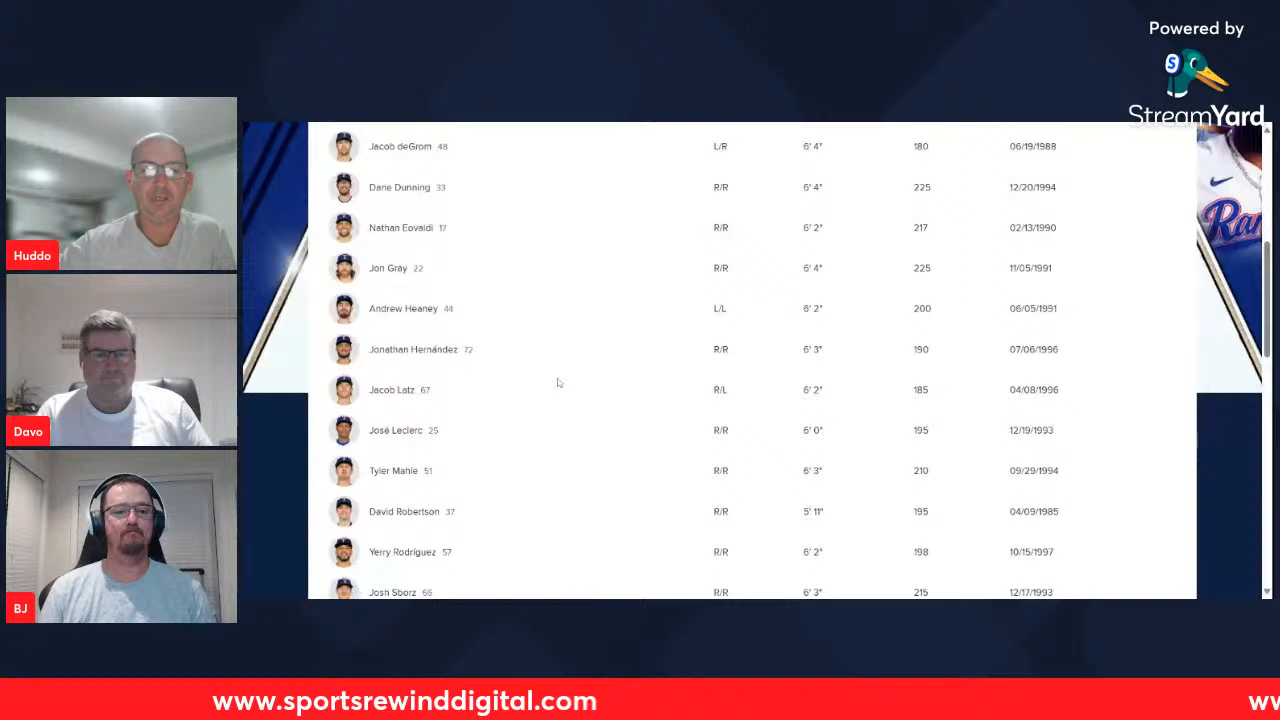 Powered by
S
StreamYard
Jacob deGrom 48 L/R 6' 4" 180 06/19/1988
Dane Dunning 33 R/R 6' 4" 225 12/20/1994
Nathan Eovaldi 17 R/R 6' 2" 217 02/13/1990
Jon Gray 22 R/R 6' 4" 225 11/05/1991
Andrew Heaney 44 L/L 6' 2" 200 06/05/1991
Jonathan Hernández 72 R/R 6' 3" 190 07/06/1996
Jacob Latz 67 R/L 6' 2" 185 04/08/1996
José Leclerc 25 R/R 6' 0" 195 12/19/1993
Tyler Mahle 51 R/R 6' 3" 210 09/29/1994
David Robertson 37 R/R 5' 11" 195 04/09/1985
Yerry Rodríguez 57 R/R 6' 2" 198 10/15/1997
Josh Sborz 66 R/R 6' 3" 215 12/17/1993
Ran
Huddo
Davo
BJ
www.sportsrewinddigital.com
ww